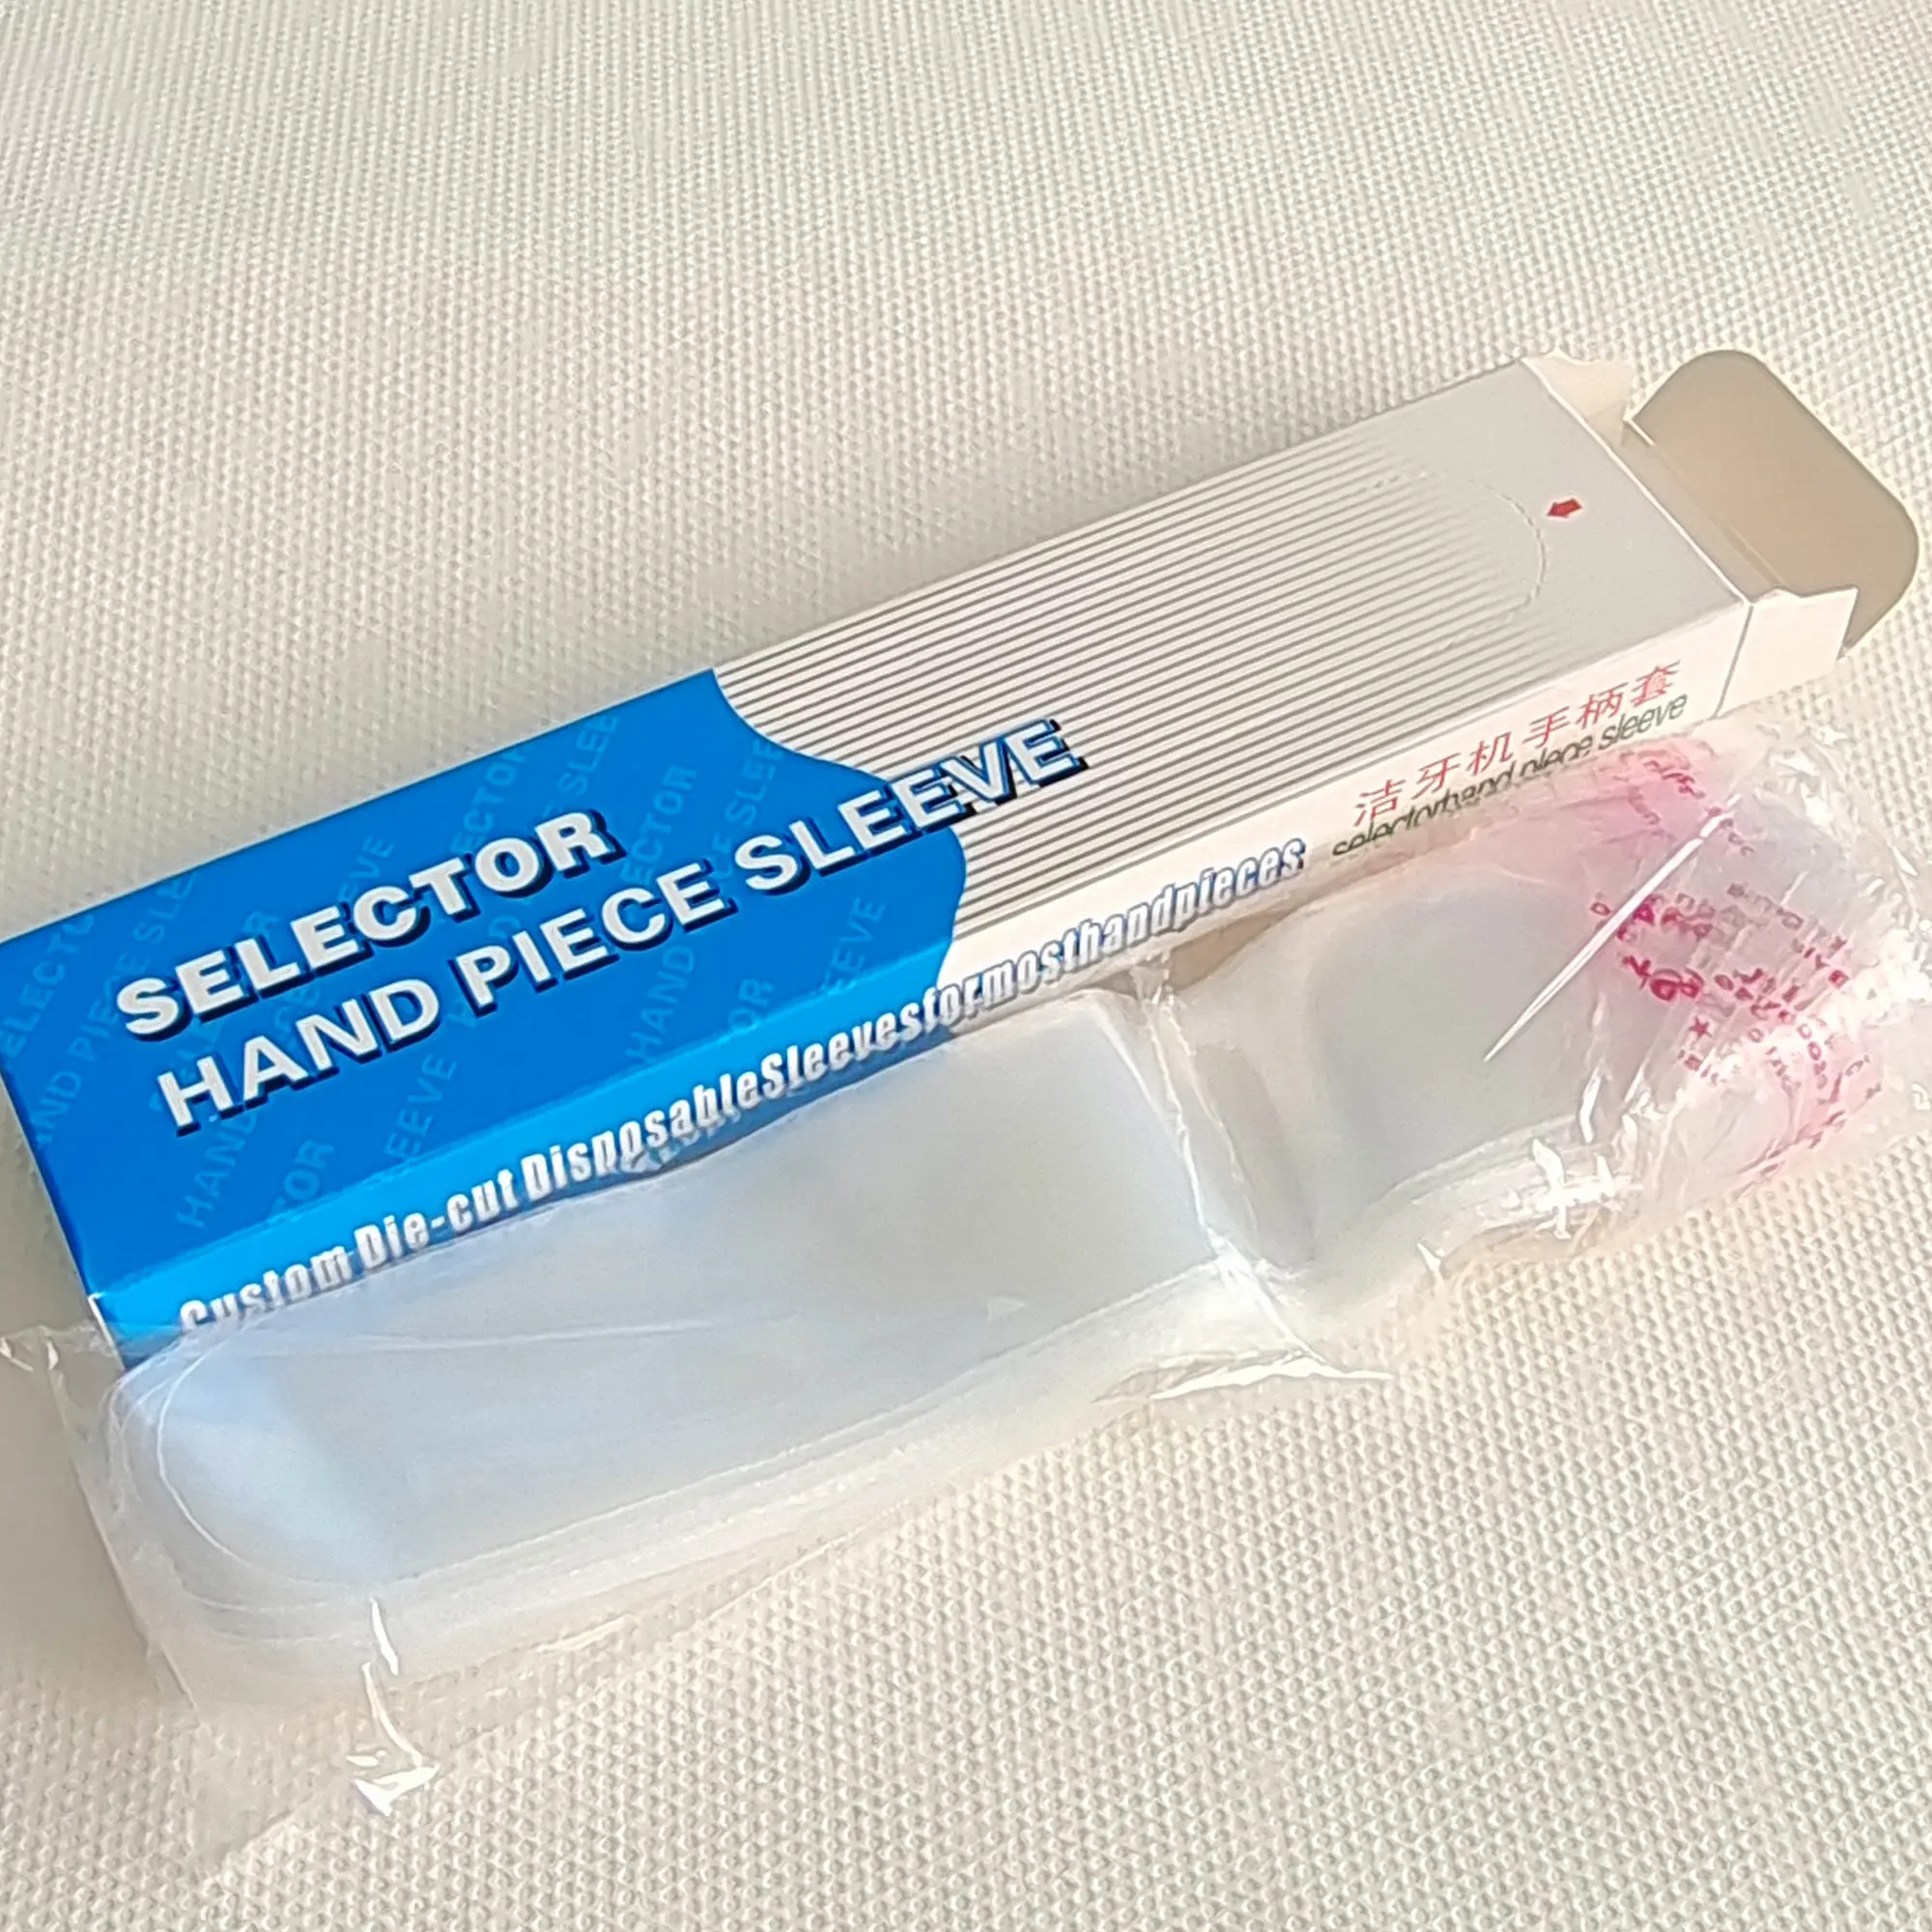 SELECTOR
HAND PIECE SLEEVE
Custom Die-cut DisposableSleevesformosthandpieces
洁牙机手柄套
selectorhand piece sleeve